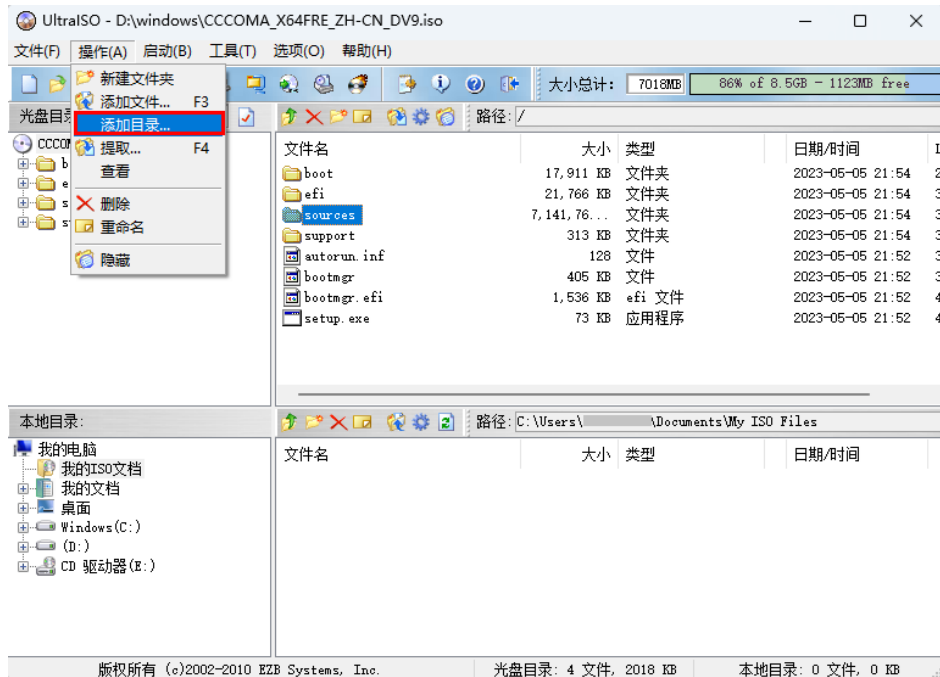 UltraISO - D:\windows\CCCOMA_X64FRE_ZH-CN_DV9.iso
文件(F) 操作(A) 启动(B) 工具(T) 选项(O) 帮助(H)
大小总计: 7018MB 86% of 8.5GB - 1123MB free
新建文件夹
添加文件... F3
添加目录...
提取... F4
查看
删除
重命名
隐藏
光盘目录
路径: /
文件名 大小 类型 日期/时间
boot 17,911 KB 文件夹 2023-05-05 21:54
efi 21,766 KB 文件夹 2023-05-05 21:54
sources 7,141,76... 文件夹 2023-05-05 21:54
support 313 KB 文件夹 2023-05-05 21:54
autorun.inf 128 文件 2023-05-05 21:52
bootmgr 405 KB 文件 2023-05-05 21:52
bootmgr.efi 1,536 KB efi 文件 2023-05-05 21:52
setup.exe 73 KB 应用程序 2023-05-05 21:52
本地目录:
路径: C:\Users\ \Documents\My ISO Files
我的电脑
我的ISO文档
我的文档
桌面
Windows(C:)
(D:)
CD 驱动器(E:)
文件名 大小 类型 日期/时间
版权所有 (c)2002-2010 EZB Systems, Inc.
光盘目录: 4 文件, 2018 KB
本地目录: 0 文件, 0 KB